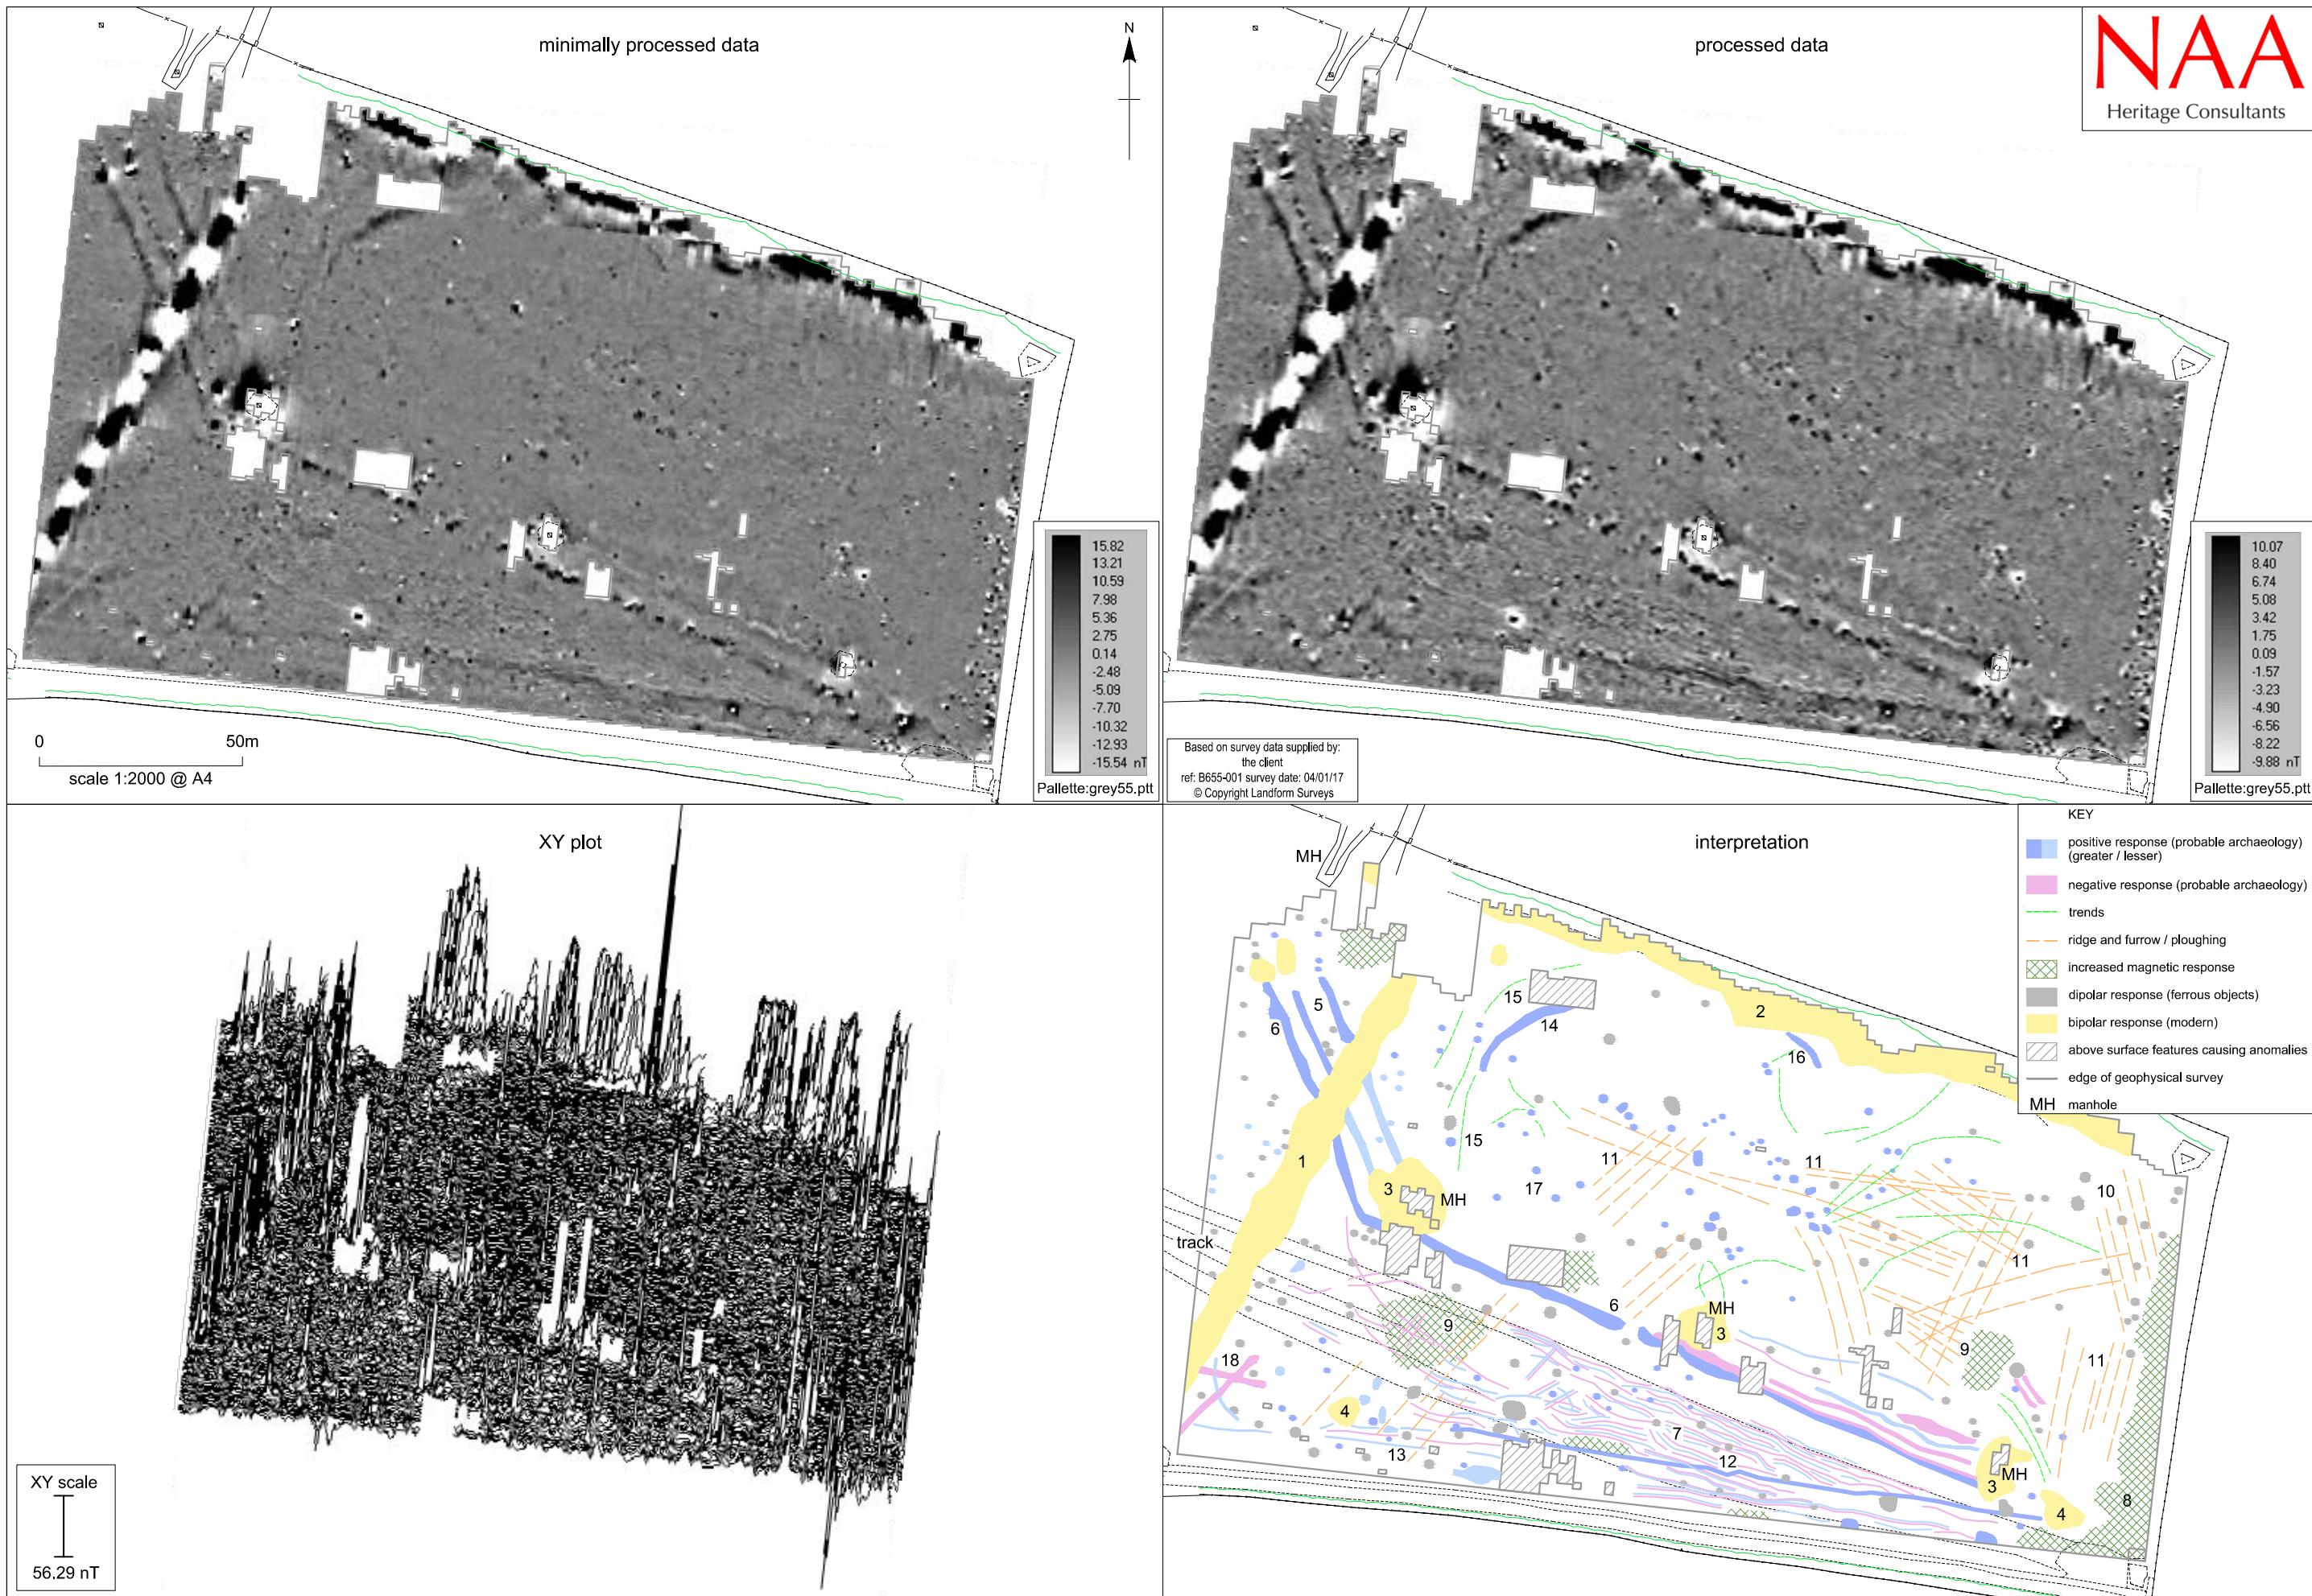 minimally processed data
N
15.82
13.21
10.59
7.98
5.36
2.75
0.14
-2.48
-5.09
-7.70
-10.32
-12.93
-15.54 nT
Pallette:grey55.ptt
0 50m
scale 1:2000 @ A4
processed data
NAA
Heritage Consultants
10.07
8.40
6.74
5.08
3.42
1.75
0.09
-1.57
-3.23
-4.90
-6.56
-8.22
-9.88 nT
Pallette:grey55.ptt
Based on survey data supplied by:
the client
ref: B655-001 survey date: 04/01/17
© Copyright Landform Surveys
XY plot
XY scale
56.29 nT
interpretation
KEY
positive response (probable archaeology)
(greater / lesser)
negative response (probable archaeology)
trends
ridge and furrow / ploughing
increased magnetic response
dipolar response (ferrous objects)
bipolar response (modern)
above surface features causing anomalies
edge of geophysical survey
MH manhole
MH
5
6
15
14
2
16
1
15
11
11
3
MH
17
10
track
11
6
MH
3
9
9
11
18
4
7
12
13
MH
3
8
4